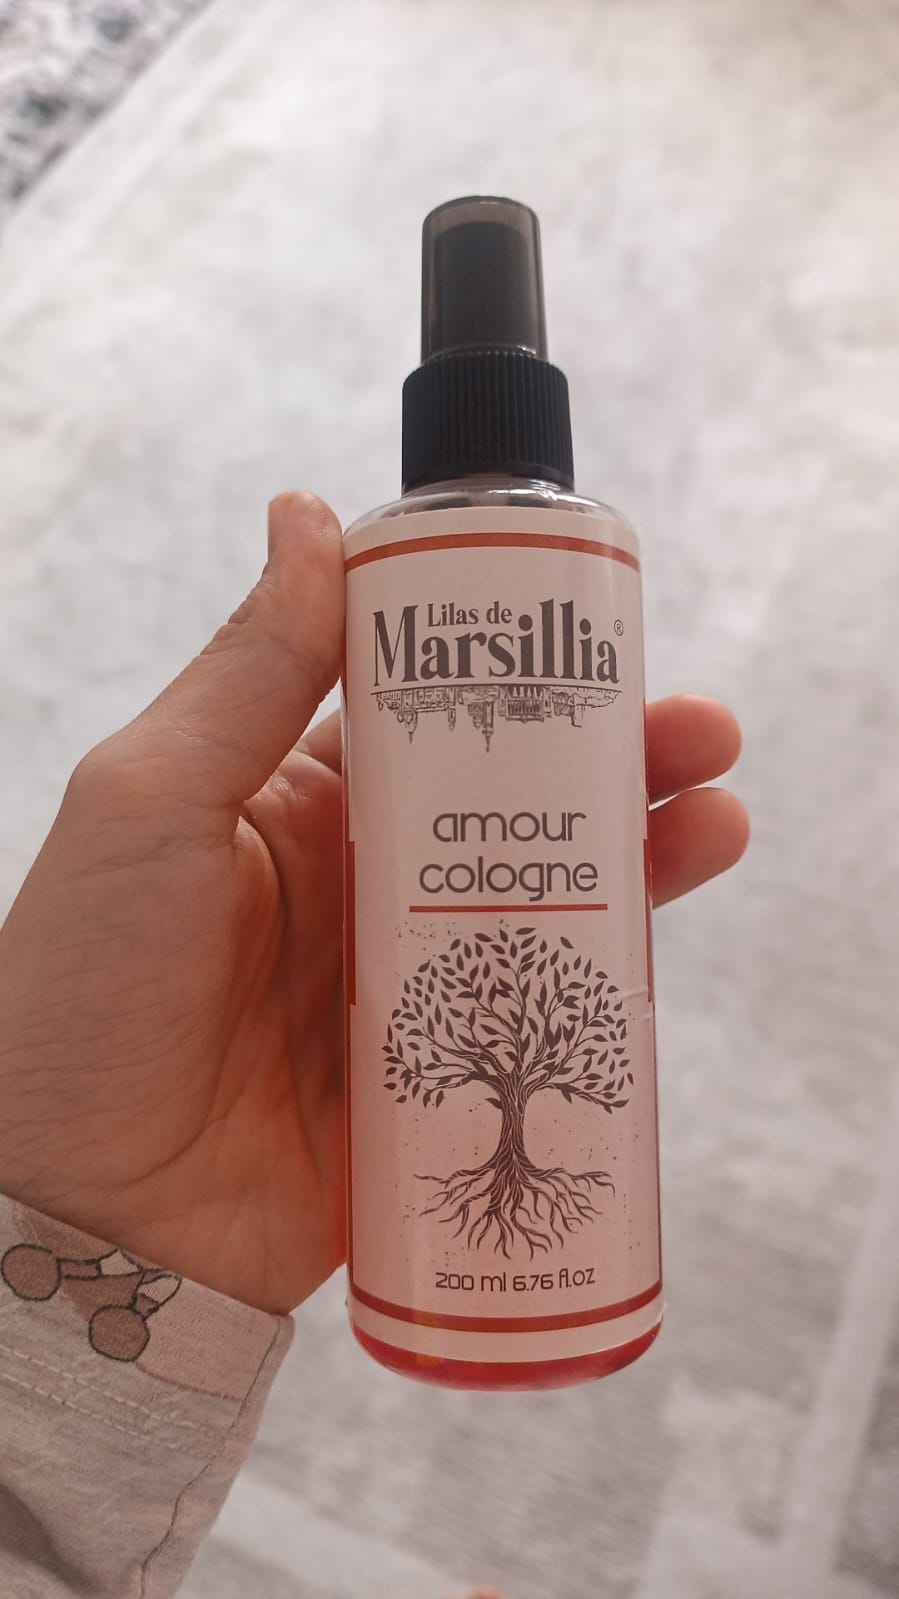 Lilas de
Marsillia®
amour
cologne
200 ml 6.76 fl.oz